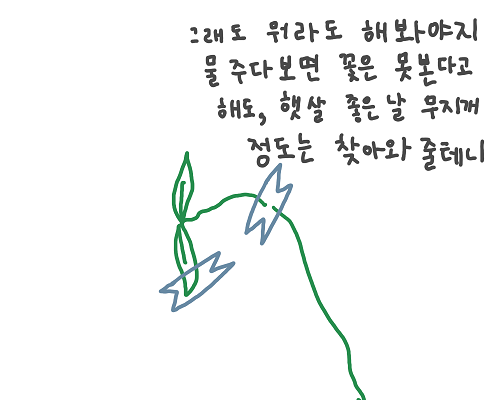 그래도 뭐라도 해봐야지
물 주다보면 꽃은 못본다고
해도, 햇살 좋은 날 무지개
정도는 찾아와 줄테니